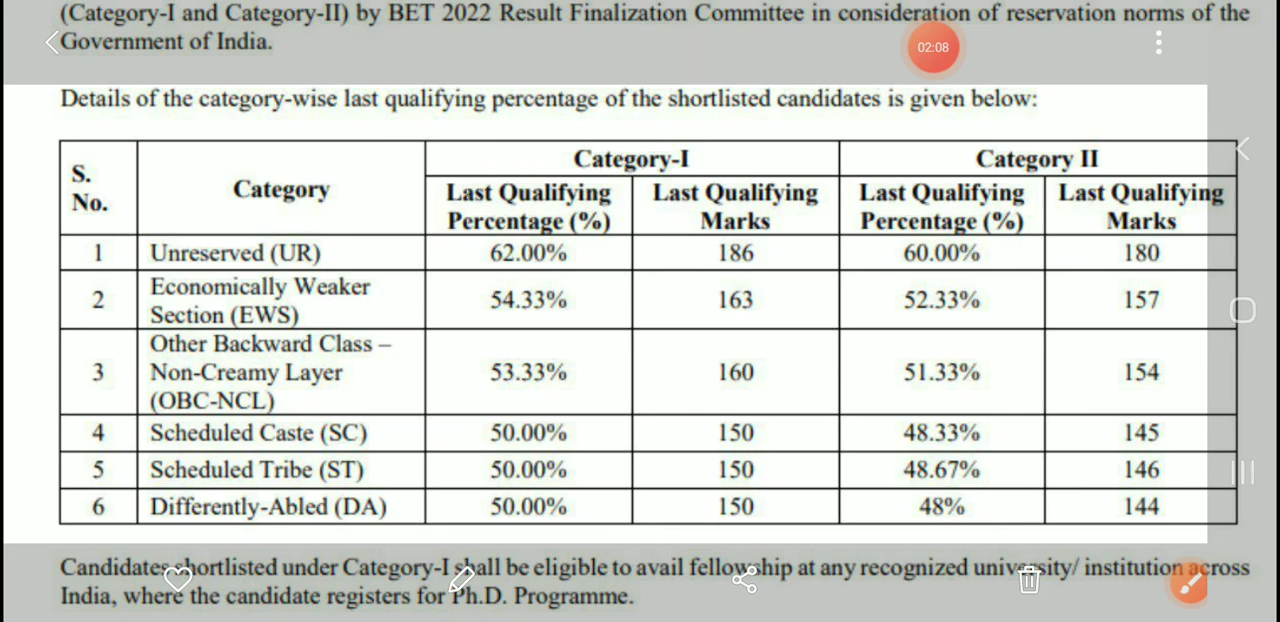 (Category-I and Category-II) by BET 2022 Result Finalization Committee in consideration of reservation norms of the
Government of India.
02:08
Details of the category-wise last qualifying percentage of the shortlisted candidates is given below:
S. No. Category Category-I Category II
Last Qualifying Percentage (%) Last Qualifying Marks Last Qualifying Percentage (%) Last Qualifying Marks
1 Unreserved (UR) 62.00% 186 60.00% 180
2 Economically Weaker Section (EWS) 54.33% 163 52.33% 157
3 Other Backward Class – Non-Creamy Layer (OBC-NCL) 53.33% 160 51.33% 154
4 Scheduled Caste (SC) 50.00% 150 48.33% 145
5 Scheduled Tribe (ST) 50.00% 150 48.67% 146
6 Differently-Abled (DA) 50.00% 150 48% 144
Candidates shortlisted under Category-I shall be eligible to avail fellowship at any recognized university/ institution across
India, where the candidate registers for Ph.D. Programme.